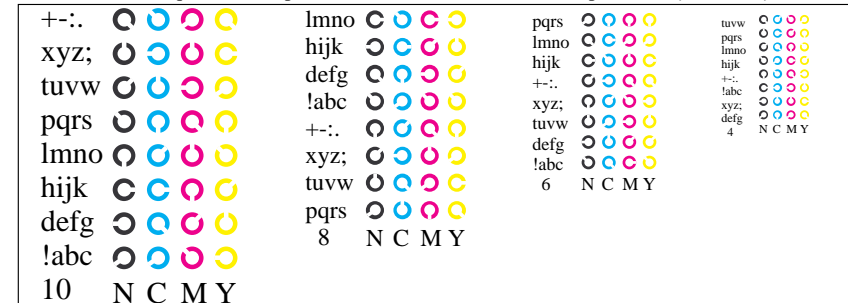 +-:.
xyz;
tuvw
pqrs
lmno
hijk
defg
!abc
10 N C M Y
lmno
hijk
defg
!abc
+-:.
xyz;
tuvw
pqrs
8 N C M Y
pqrs
lmno
hijk
+-:.
xyz;
tuvw
defg
!abc
6 N C M Y
tuvw
pqrs
lmno
hijk
+-:.
!abc
xyz;
defg
4 N C M Y